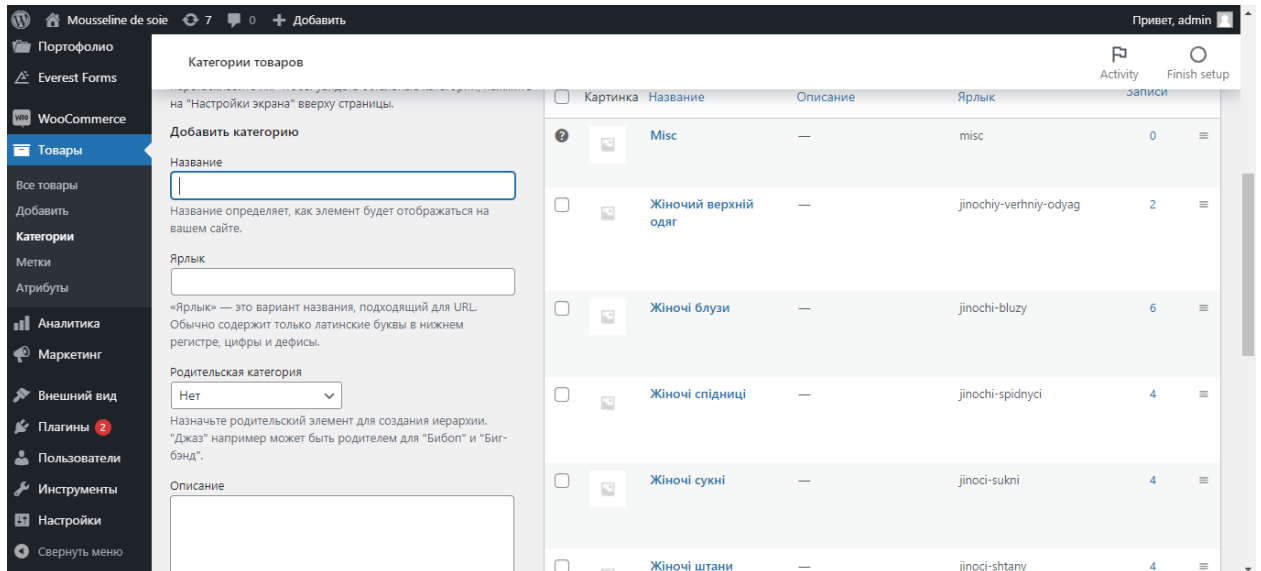 Mousseline de soie 7 0 + Добавить
Привет, admin
Портофолио
Everest Forms
WooCommerce
Товары
Все товары
Добавить
Категории
Метки
Атрибуты
Аналитика
Маркетинг
Внешний вид
Плагины 2
Пользователи
Инструменты
Настройки
Свернуть меню
Категории товаров
Activity
Finish setup
на "Настройки экрана" вверху страницы.
Добавить категорию
Название
Название определяет, как элемент будет отображаться на
вашем сайте.
Ярлык
«Ярлык» — это вариант названия, подходящий для URL.
Обычно содержит только латинские буквы в нижнем
регистре, цифры и дефисы.
Родительская категория
Нет
Назначьте родительский элемент для создания иерархии.
"Джаз" например может быть родителем для "Бибоп" и "Биг-
бэнд".
Описание
Картинка Название Описание Ярлык Записи
Misc — misc 0
Жіночий верхній — jinochiy-verhniy-odyag 2
одяг
Жіночі блузи — jinochi-bluzy 6
Жіночі спідниці — jinochi-spidnyci 4
Жіночі сукні — jinoci-sukni 4
Жіночі штани — jinoci-shtany 4